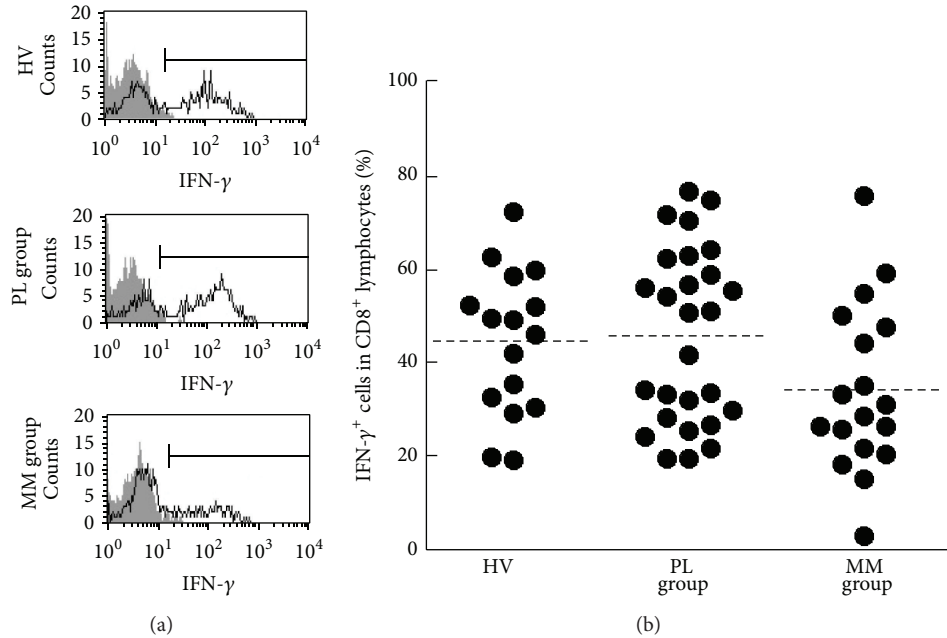 HV
Counts
20
15
10
5
0
10⁰ 10¹ 10² 10³ 10⁴
IFN-γ
PL group
Counts
20
15
10
5
0
10⁰ 10¹ 10² 10³ 10⁴
IFN-γ
MM group
Counts
20
15
10
5
0
10⁰ 10¹ 10² 10³ 10⁴
IFN-γ
(a)
IFN-γ⁺ cells in CD8⁺ lymphocytes (%)
100
80
60
40
20
0
HV
PL
group
MM
group
(b)